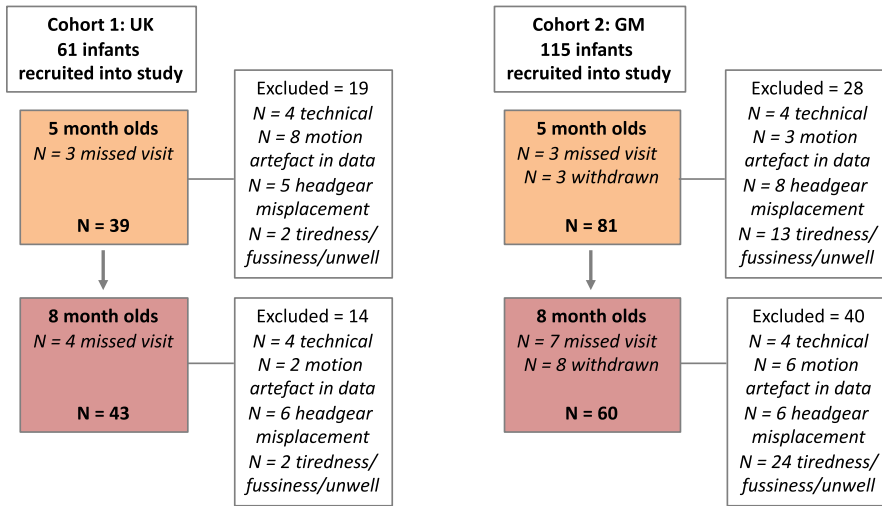 Cohort 1: UK
61 infants
recruited into study
Excluded = 19
N = 4 technical
N = 8 motion
artefact in data
N = 5 headgear
misplacement
N = 2 tiredness/
fussiness/unwell
5 month olds
N = 3 missed visit
N = 39
8 month olds
N = 4 missed visit
N = 43
Excluded = 14
N = 4 technical
N = 2 motion
artefact in data
N = 6 headgear
misplacement
N = 2 tiredness/
fussiness/unwell
Cohort 2: GM
115 infants
recruited into study
Excluded = 28
N = 4 technical
N = 3 motion
artefact in data
N = 8 headgear
misplacement
N = 13 tiredness/
fussiness/unwell
5 month olds
N = 3 missed visit
N = 3 withdrawn
N = 81
8 month olds
N = 7 missed visit
N = 8 withdrawn
N = 60
Excluded = 40
N = 4 technical
N = 6 motion
artefact in data
N = 6 headgear
misplacement
N = 24 tiredness/
fussiness/unwell